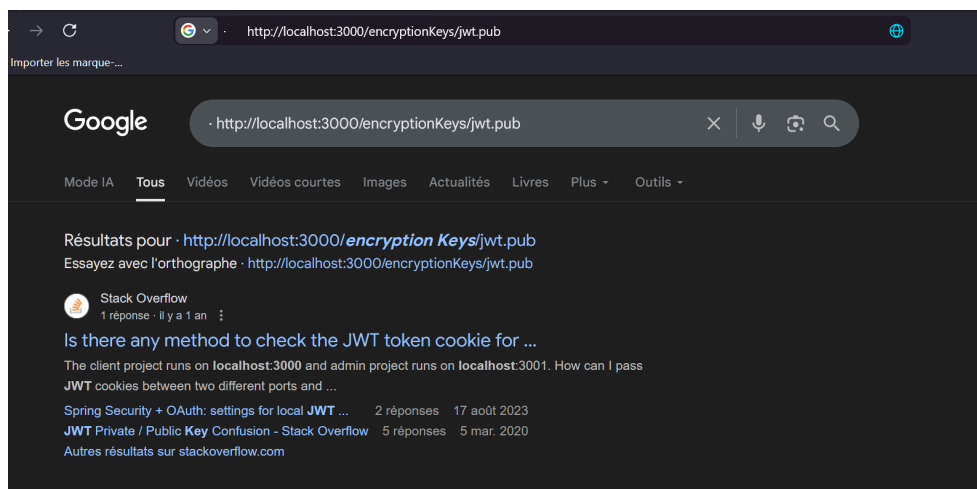 · http://localhost:3000/encryptionKeys/jwt.pub
Importer les marque-...
Google
· http://localhost:3000/encryptionKeys/jwt.pub
Mode IA Tous Vidéos Vidéos courtes Images Actualités Livres Plus Outils
Résultats pour · http://localhost:3000/encryption Keys/jwt.pub
Essayez avec l'orthographe · http://localhost:3000/encryptionKeys/jwt.pub
Stack Overflow
1 réponse · il y a 1 an
Is there any method to check the JWT token cookie for ...
The client project runs on localhost:3000 and admin project runs on localhost:3001. How can I pass
JWT cookies between two different ports and ...
Spring Security + OAuth: settings for local JWT ... 2 réponses 17 août 2023
JWT Private / Public Key Confusion - Stack Overflow 5 réponses 5 mar. 2020
Autres résultats sur stackoverflow.com